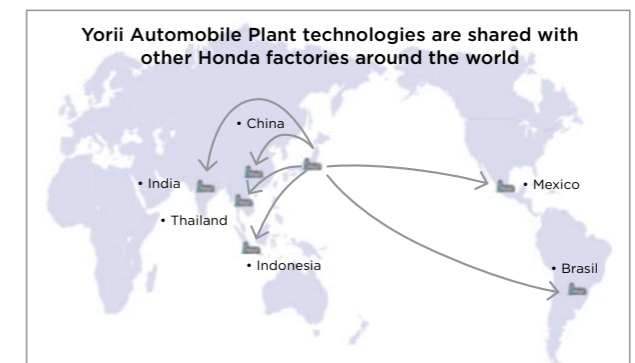 Yorii Automobile Plant technologies are shared with
other Honda factories around the world
• China
• India
• Mexico
• Thailand
• Indonesia
• Brasil